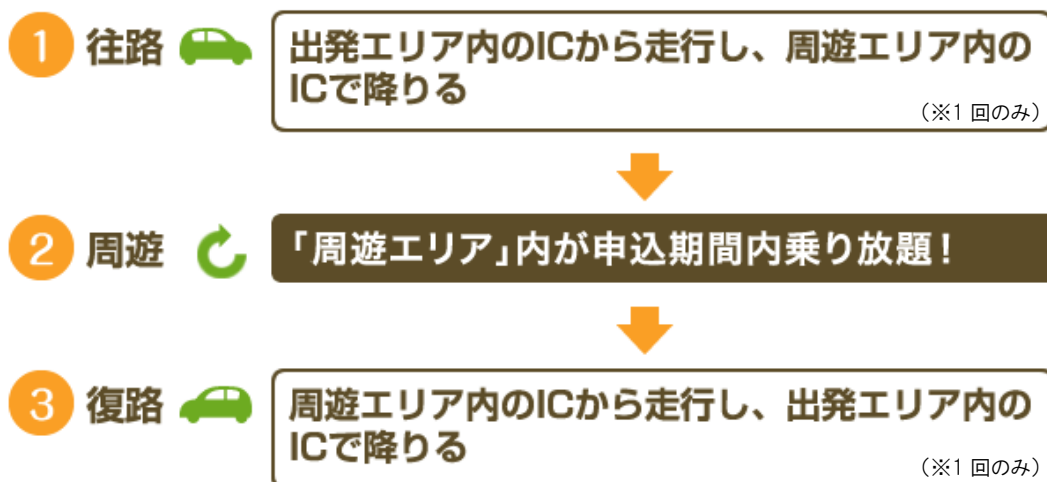 1 往路 出発エリア内のICから走行し、周遊エリア内の
ICで降りる
（※1 回のみ）
2 周遊 「周遊エリア」内が申込期間内乗り放題！
3 復路 周遊エリア内のICから走行し、出発エリア内の
ICで降りる
（※1 回のみ）